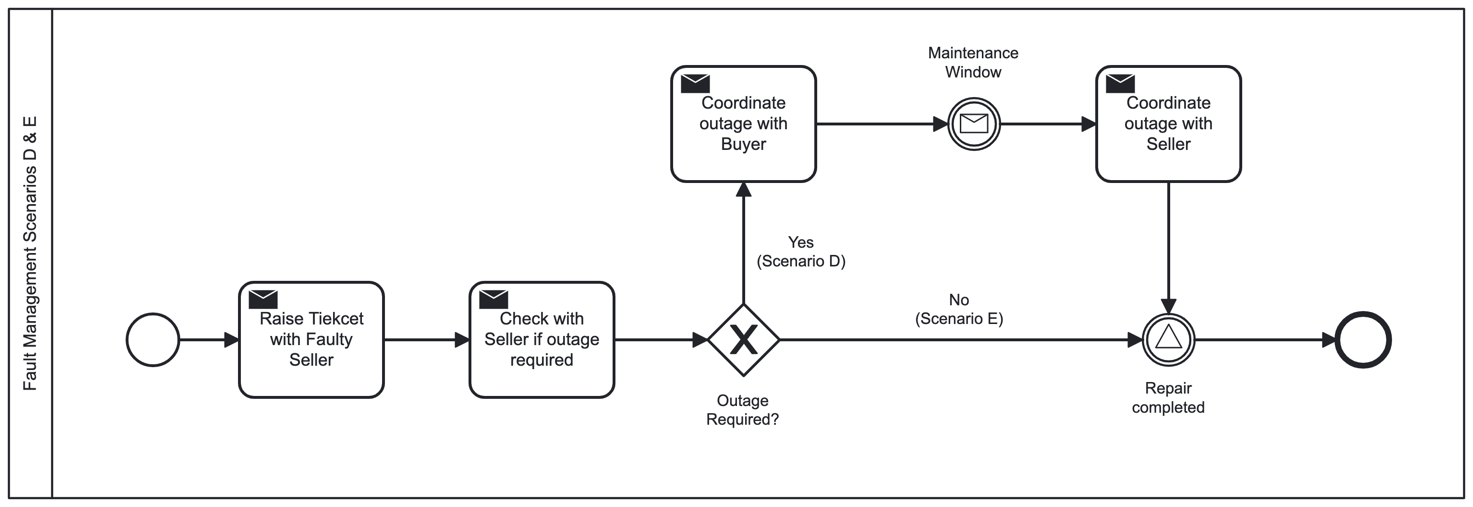 Fault Management Scenarios D & E
Raise Tiekcet
with Faulty
Seller
Check with
Seller if outage
required
Outage
Required?
Yes
(Scenario D)
Coordinate
outage with
Buyer
Maintenance
Window
Coordinate
outage with
Seller
No
(Scenario E)
Repair
completed